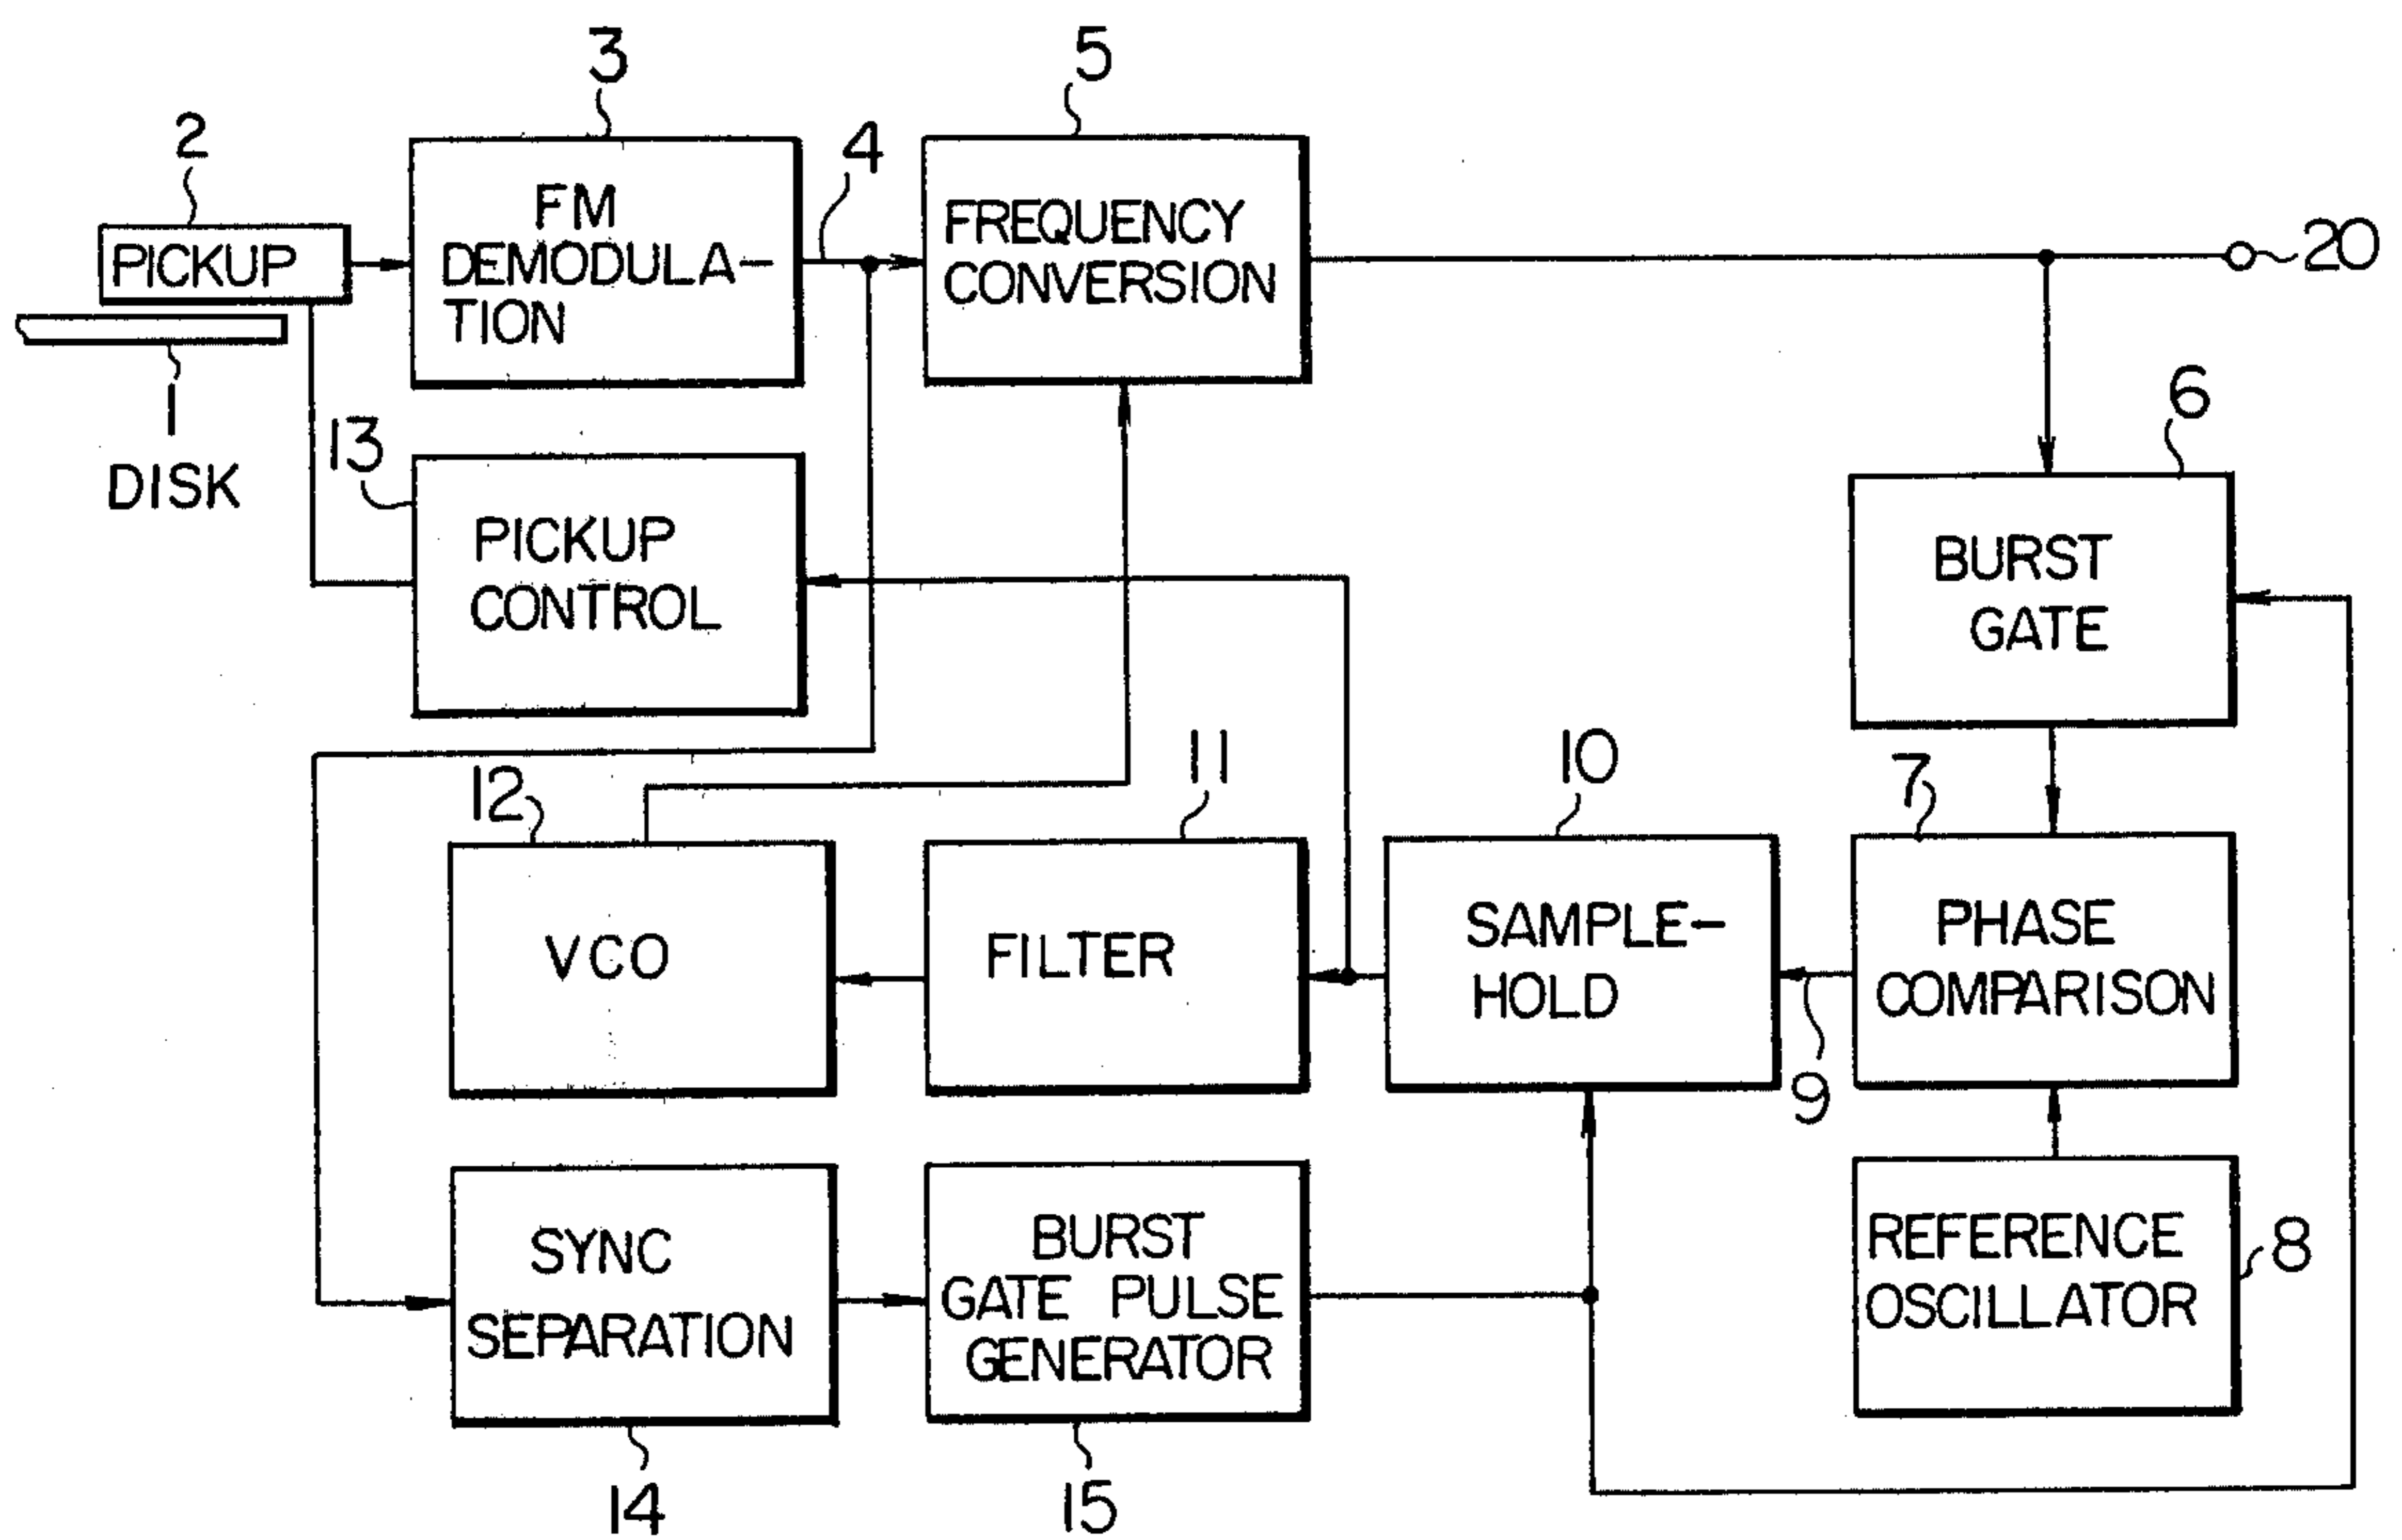 3
5
2
4
FM
DEMODULA-
TION
FREQUENCY
CONVERSION
PICKUP
20
1
DISK
13
PICKUP
CONTROL
6
BURST
GATE
12
11
10
7
VCO
FILTER
SAMPLE-
HOLD
PHASE
COMPARISON
9
SYNC
SEPARATION
BURST
GATE PULSE
GENERATOR
REFERENCE
OSCILLATOR
8
14
15